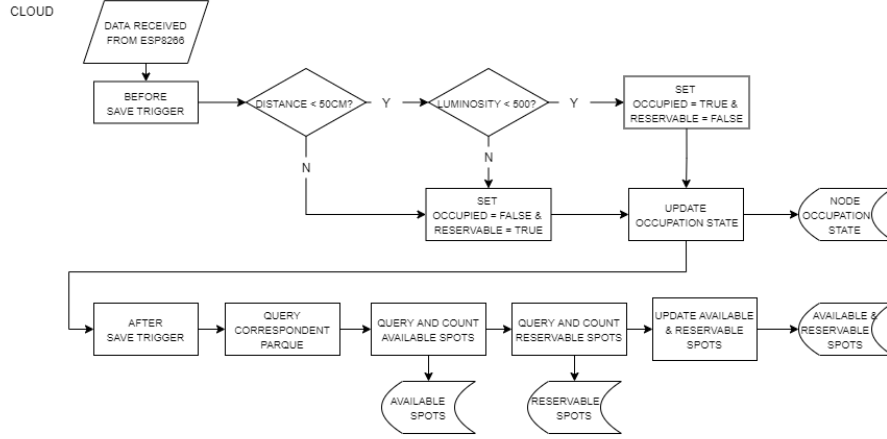 CLOUD
DATA RECEIVED
FROM ESP8266
BEFORE
SAVE TRIGGER
DISTANCE < 50CM?
Y
LUMINOSITY < 500?
Y
SET
OCCUPIED = TRUE &
RESERVABLE = FALSE
N
N
SET
OCCUPIED = FALSE &
RESERVABLE = TRUE
UPDATE
OCCUPATION STATE
NODE
OCCUPATION
STATE
AFTER
SAVE TRIGGER
QUERY
CORRESPONDENT
PARQUE
QUERY AND COUNT
AVAILABLE SPOTS
QUERY AND COUNT
RESERVABLE SPOTS
UPDATE AVAILABLE
& RESERVABLE
SPOTS
AVAILABLE &
RESERVABLE
SPOTS
AVAILABLE
SPOTS
RESERVABLE
SPOTS